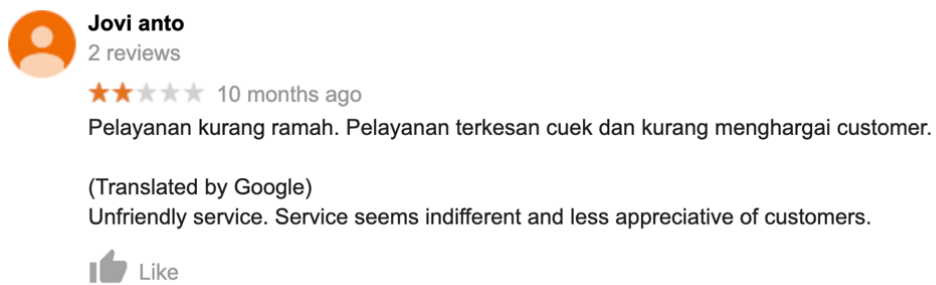 Jovi anto
2 reviews
10 months ago
Pelayanan kurang ramah. Pelayanan terkesan cuek dan kurang menghargai customer.
(Translated by Google)
Unfriendly service. Service seems indifferent and less appreciative of customers.
Like